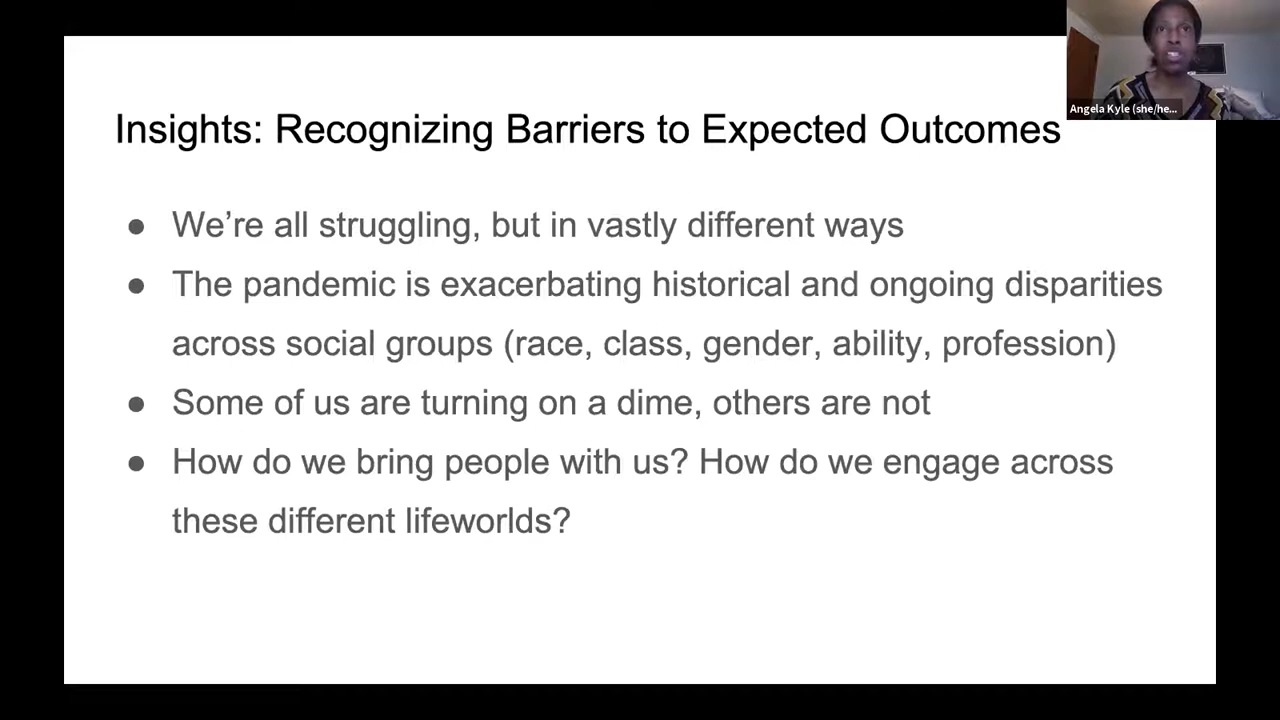 Angela Kyle (she/he...
Insights: Recognizing Barriers to Expected Outcomes
● We’re all struggling, but in vastly different ways
● The pandemic is exacerbating historical and ongoing disparities
across social groups (race, class, gender, ability, profession)
● Some of us are turning on a dime, others are not
● How do we bring people with us? How do we engage across
these different lifeworlds?